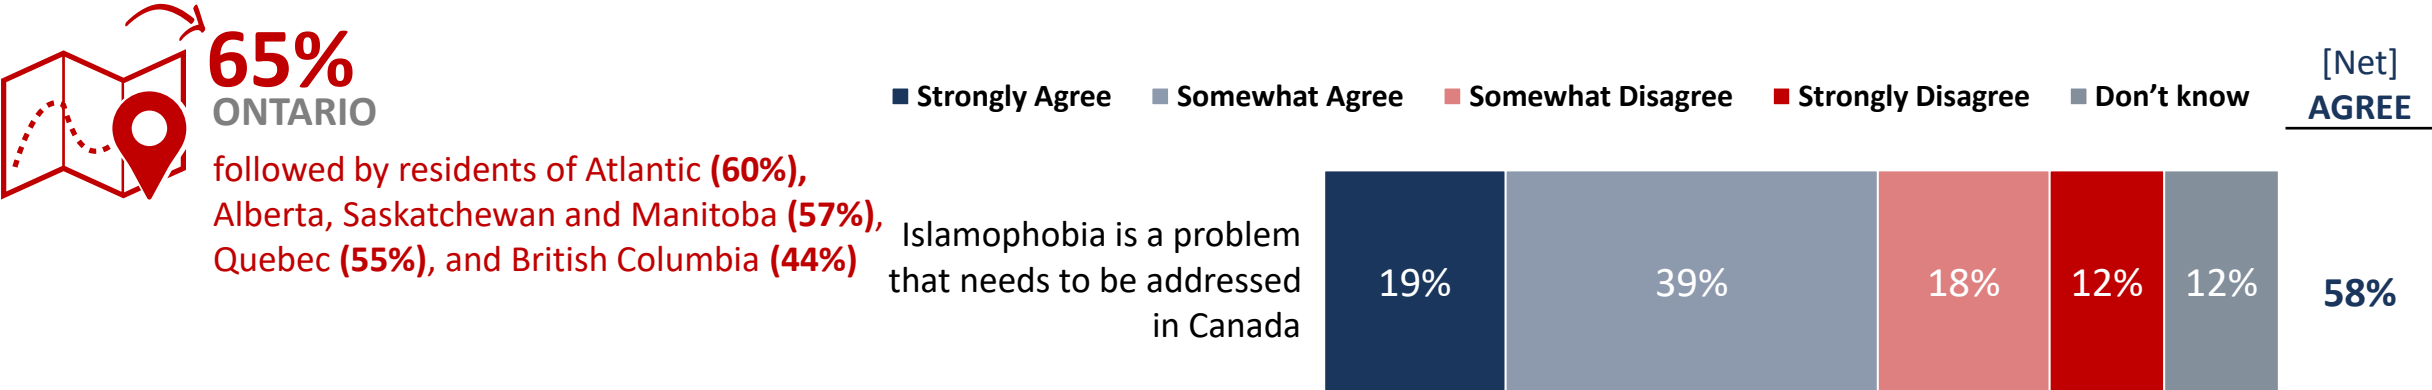 65%
ONTARIO
followed by residents of Atlantic (60%),
Alberta, Saskatchewan and Manitoba (57%),
Quebec (55%), and British Columbia (44%)
Strongly Agree Somewhat Agree Somewhat Disagree Strongly Disagree Don’t know
[Net]
AGREE
Islamophobia is a problem
that needs to be addressed
in Canada
19% 39% 18% 12% 12% 58%